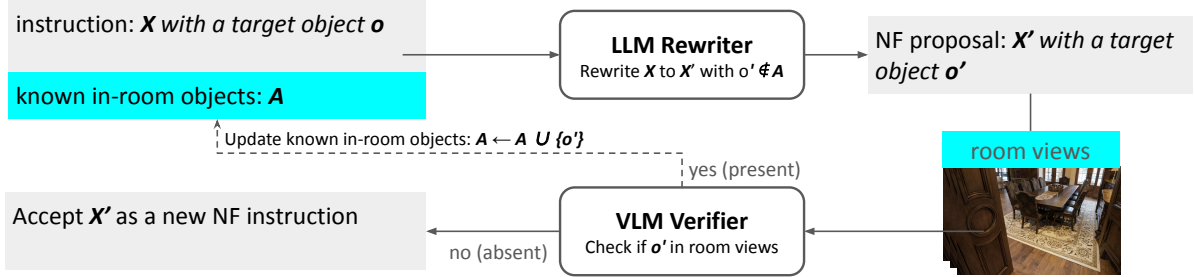 instruction: X with a target object o
known in-room objects: A
LLM Rewriter
Rewrite X to X' with o' ∉ A
NF proposal: X' with a target
object o'
Update known in-room objects: A ← A ∪ {o'}
room views
yes (present)
Accept X' as a new NF instruction
no (absent)
VLM Verifier
Check if o' in room views